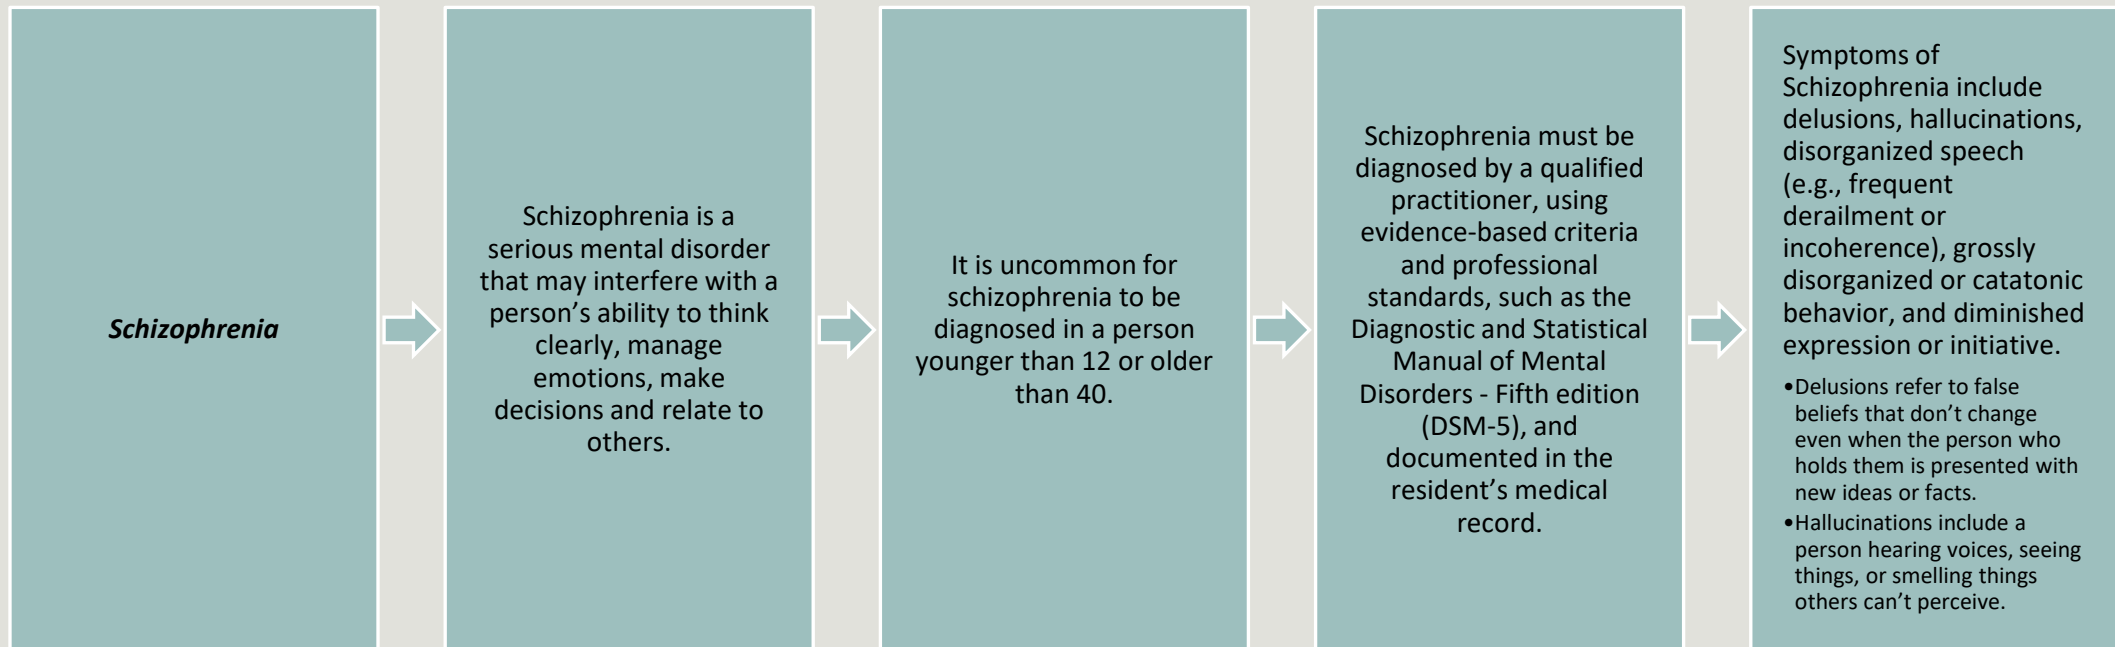 Schizophrenia
Schizophrenia is a
serious mental disorder
that may interfere with a
person’s ability to think
clearly, manage
emotions, make
decisions and relate to
others.
It is uncommon for
schizophrenia to be
diagnosed in a person
younger than 12 or older
than 40.
Schizophrenia must be
diagnosed by a qualified
practitioner, using
evidence-based criteria
and professional
standards, such as the
Diagnostic and Statistical
Manual of Mental
Disorders - Fifth edition
(DSM-5), and
documented in the
resident’s medical
record.
Symptoms of
Schizophrenia include
delusions, hallucinations,
disorganized speech
(e.g., frequent
derailment or
incoherence), grossly
disorganized or catatonic
behavior, and diminished
expression or initiative.
•Delusions refer to false
beliefs that don’t change
even when the person who
holds them is presented with
new ideas or facts.
•Hallucinations include a
person hearing voices, seeing
things, or smelling things
others can’t perceive.